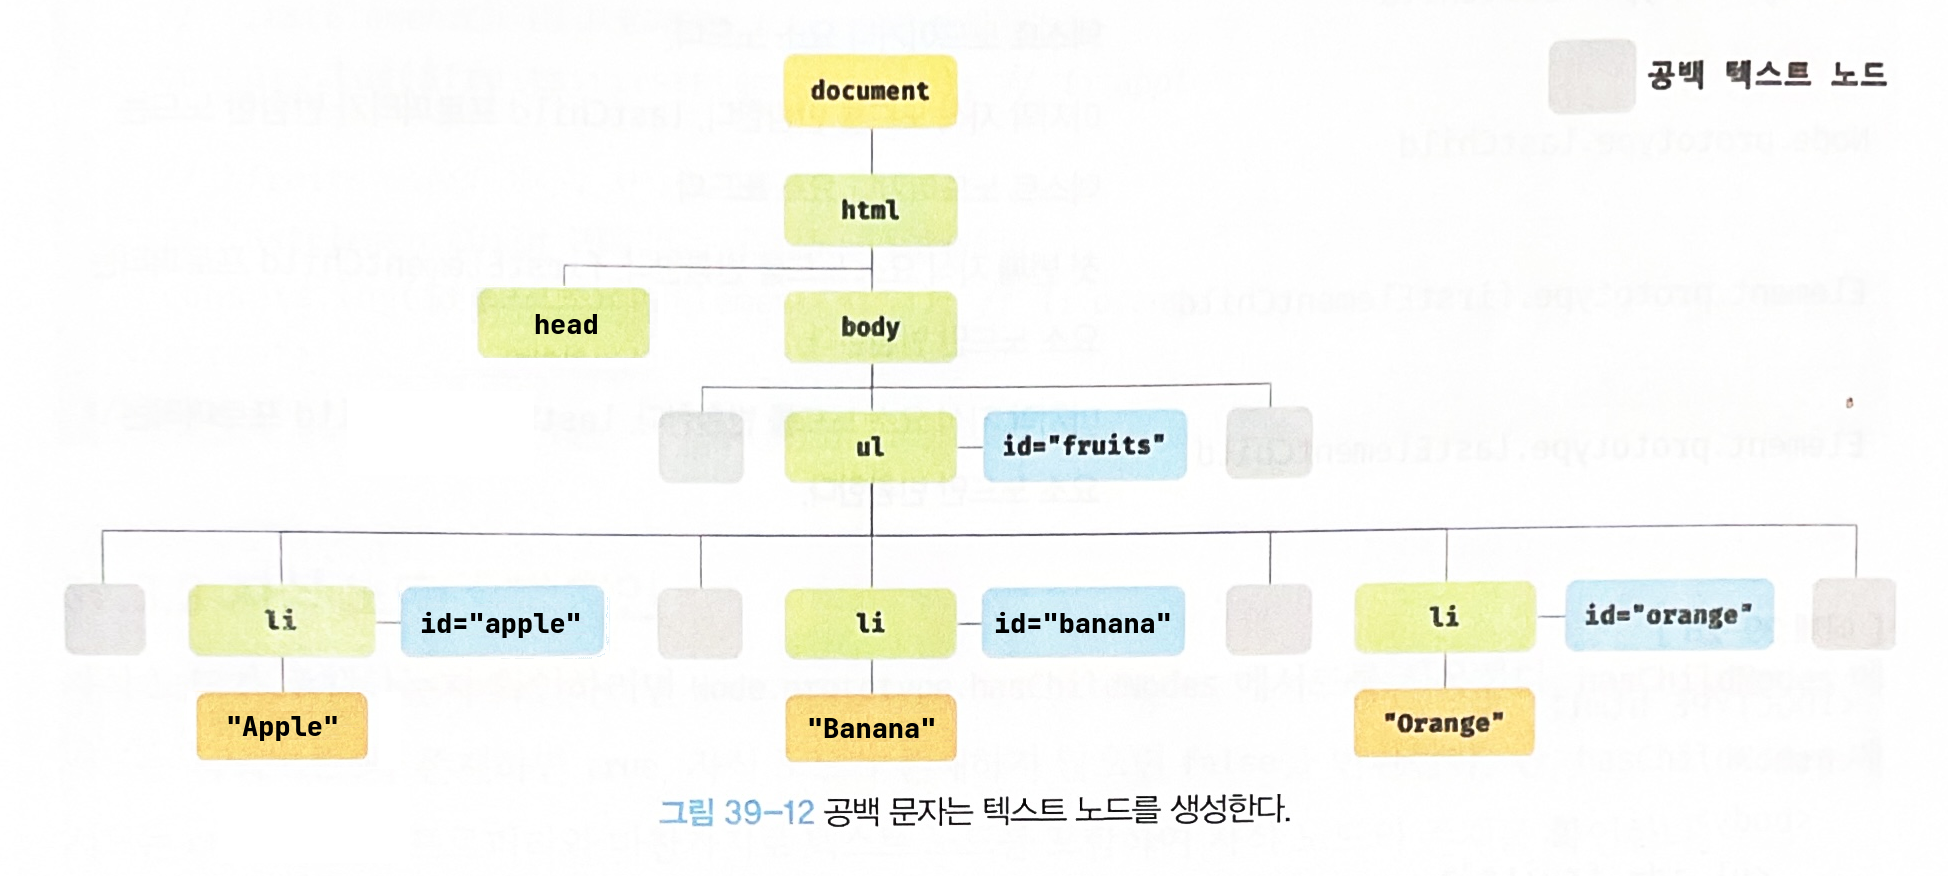 공백 텍스트 노드
document
html
head
body
ul
id="fruits"
li
id="apple"
li
id="banana"
li
id="orange"
"Apple"
"Banana"
"Orange"
그림 39-12 공백 문자는 텍스트 노드를 생성한다.